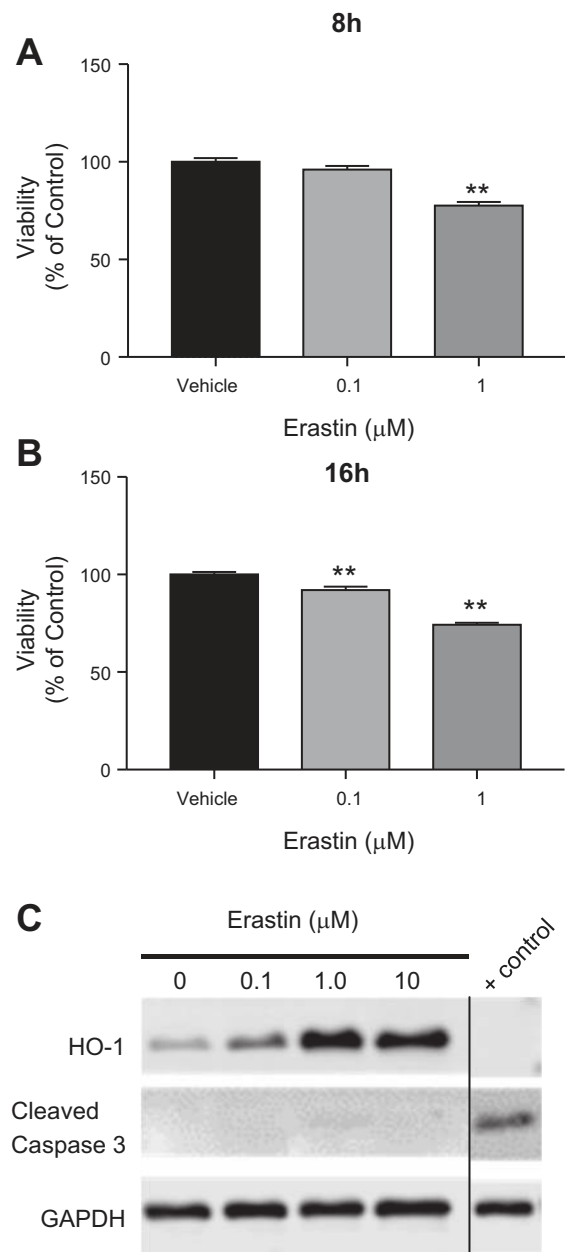 8h
A
150
100
50
0
Viability
(% of Control)
**
Vehicle 0.1 1
Erastin (μM)
B
16h
150
100
50
0
Viability
(% of Control)
** **
Vehicle 0.1 1
Erastin (μM)
C
Erastin (μM)
+ control
0 0.1 1.0 10
HO-1
Cleaved
Caspase 3
GAPDH